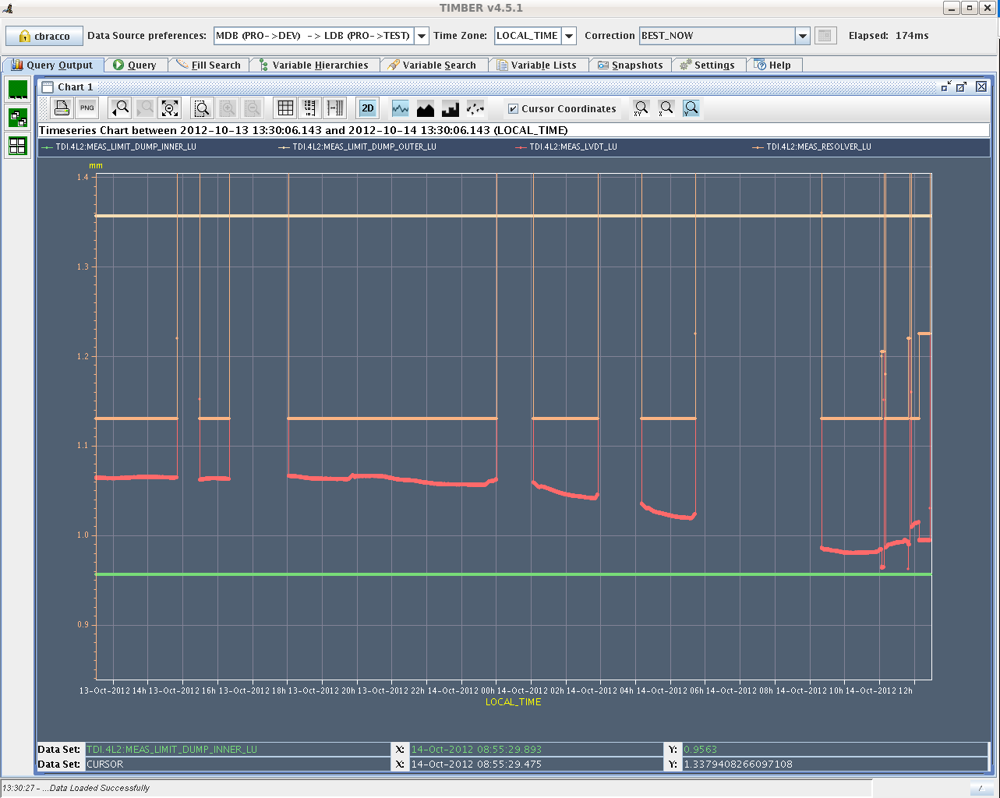 TIMBER v4.5.1
cbracco Data Source preferences: MDB (PRO->DEV) -> LDB (PRO->TEST) Time Zone: LOCAL_TIME Correction BEST_NOW Elapsed: 174ms
Query Output Query Fill Search Variable Hierarchies Variable Search Variable Lists Snapshots Settings Help
Chart 1
PNG 2D Cursor Coordinates XY X Y
Timeseries Chart between 2012-10-13 13:30:06.143 and 2012-10-14 13:30:06.143 (LOCAL_TIME)
TDI.4L2:MEAS_LIMIT_DUMP_INNER_LU TDI.4L2:MEAS_LIMIT_DUMP_OUTER_LU TDI.4L2:MEAS_LVDT_LU TDI.4L2:MEAS_RESOLVER_LU
mm
1.4
1.3
1.2
1.1
1.0
0.9
13-Oct-2012 14h 13-Oct-2012 16h 13-Oct-2012 18h 13-Oct-2012 20h 13-Oct-2012 22h 14-Oct-2012 00h 14-Oct-2012 02h 14-Oct-2012 04h 14-Oct-2012 06h 14-Oct-2012 08h 14-Oct-2012 10h 14-Oct-2012 12h
LOCAL_TIME
Data Set: TDI.4L2:MEAS_LIMIT_DUMP_INNER_LU X: 14-Oct-2012 08:55:29.893 Y: 0.9563
Data Set: CURSOR X: 14-Oct-2012 08:55:29.475 Y: 1.3379408266097108
13:30:27 - ...Data Loaded Successfully